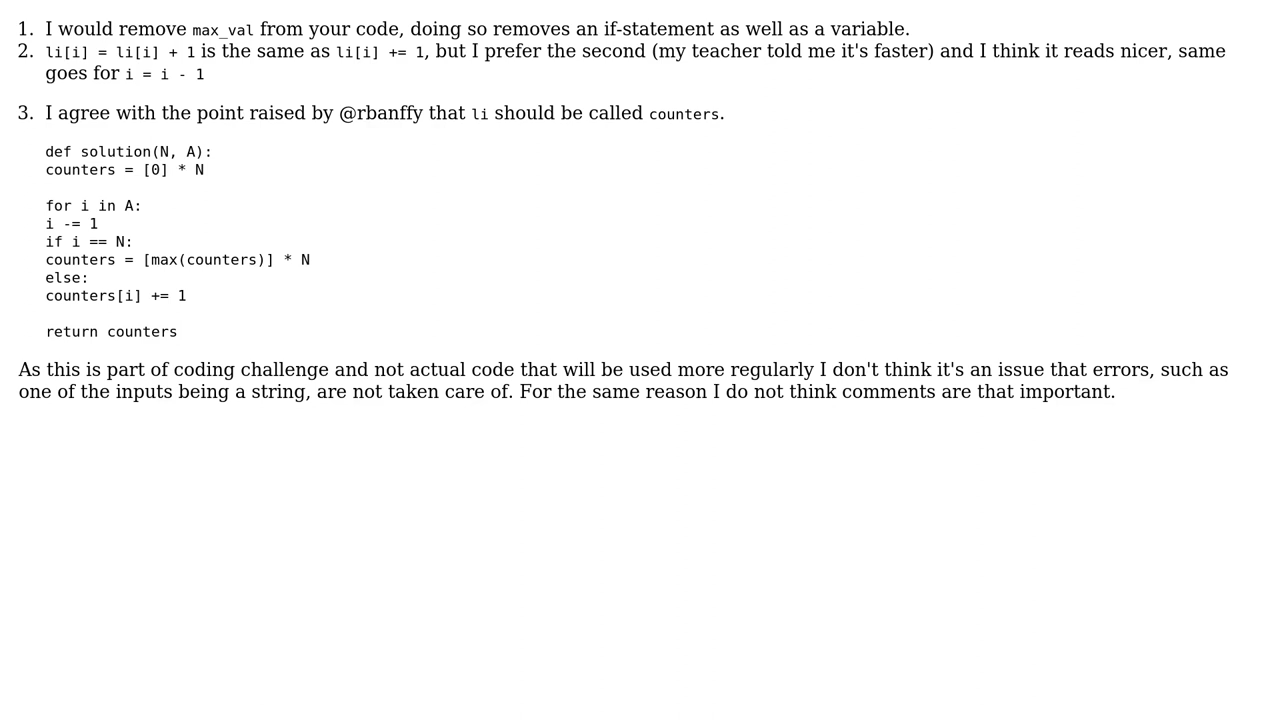 1. I would remove max_val from your code, doing so removes an if-statement as well as a variable.
2. li[i] = li[i] + 1 is the same as li[i] += 1, but I prefer the second (my teacher told me it's faster) and I think it reads nicer, same
goes for i = i - 1
3. I agree with the point raised by @rbanffy that li should be called counters.
def solution(N, A):
counters = [0] * N
for i in A:
i -= 1
if i == N:
counters = [max(counters)] * N
else:
counters[i] += 1
return counters
As this is part of coding challenge and not actual code that will be used more regularly I don't think it's an issue that errors, such as
one of the inputs being a string, are not taken care of. For the same reason I do not think comments are that important.